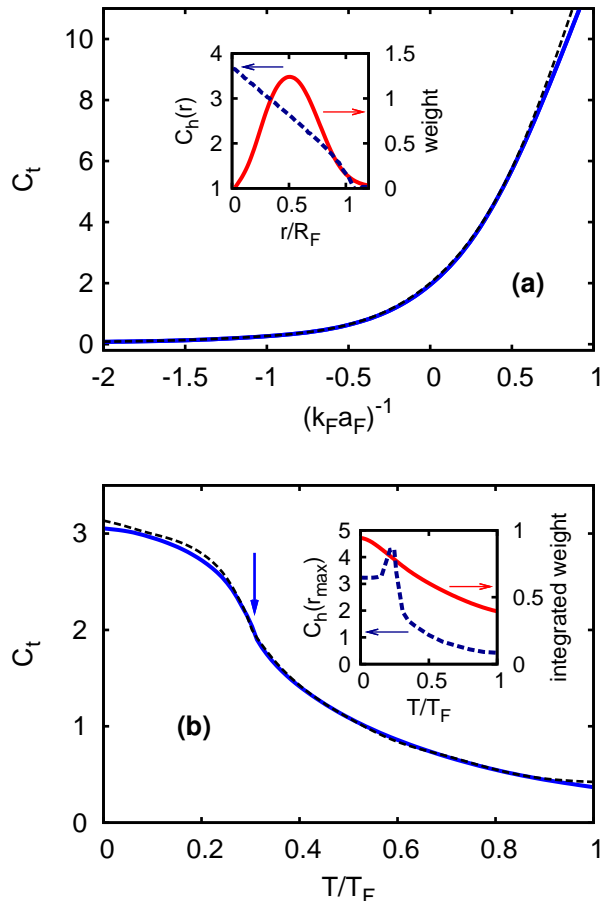 10
8
6
4
2
0
C_t
-2 -1.5 -1 -0.5 0 0.5 1
(k_F a_F)^{-1}
(a)
4
3
2
1
C_h(r)
1.5
1
0.5
0
weight
0 0.5 1
r/R_F
3
2
1
0
C_t
0 0.2 0.4 0.6 0.8 1
T/T_F
(b)
5
4
3
2
1
0
C_h(r_max)
1
0.5
0
integrated weight
0 0.5 1
T/T_F